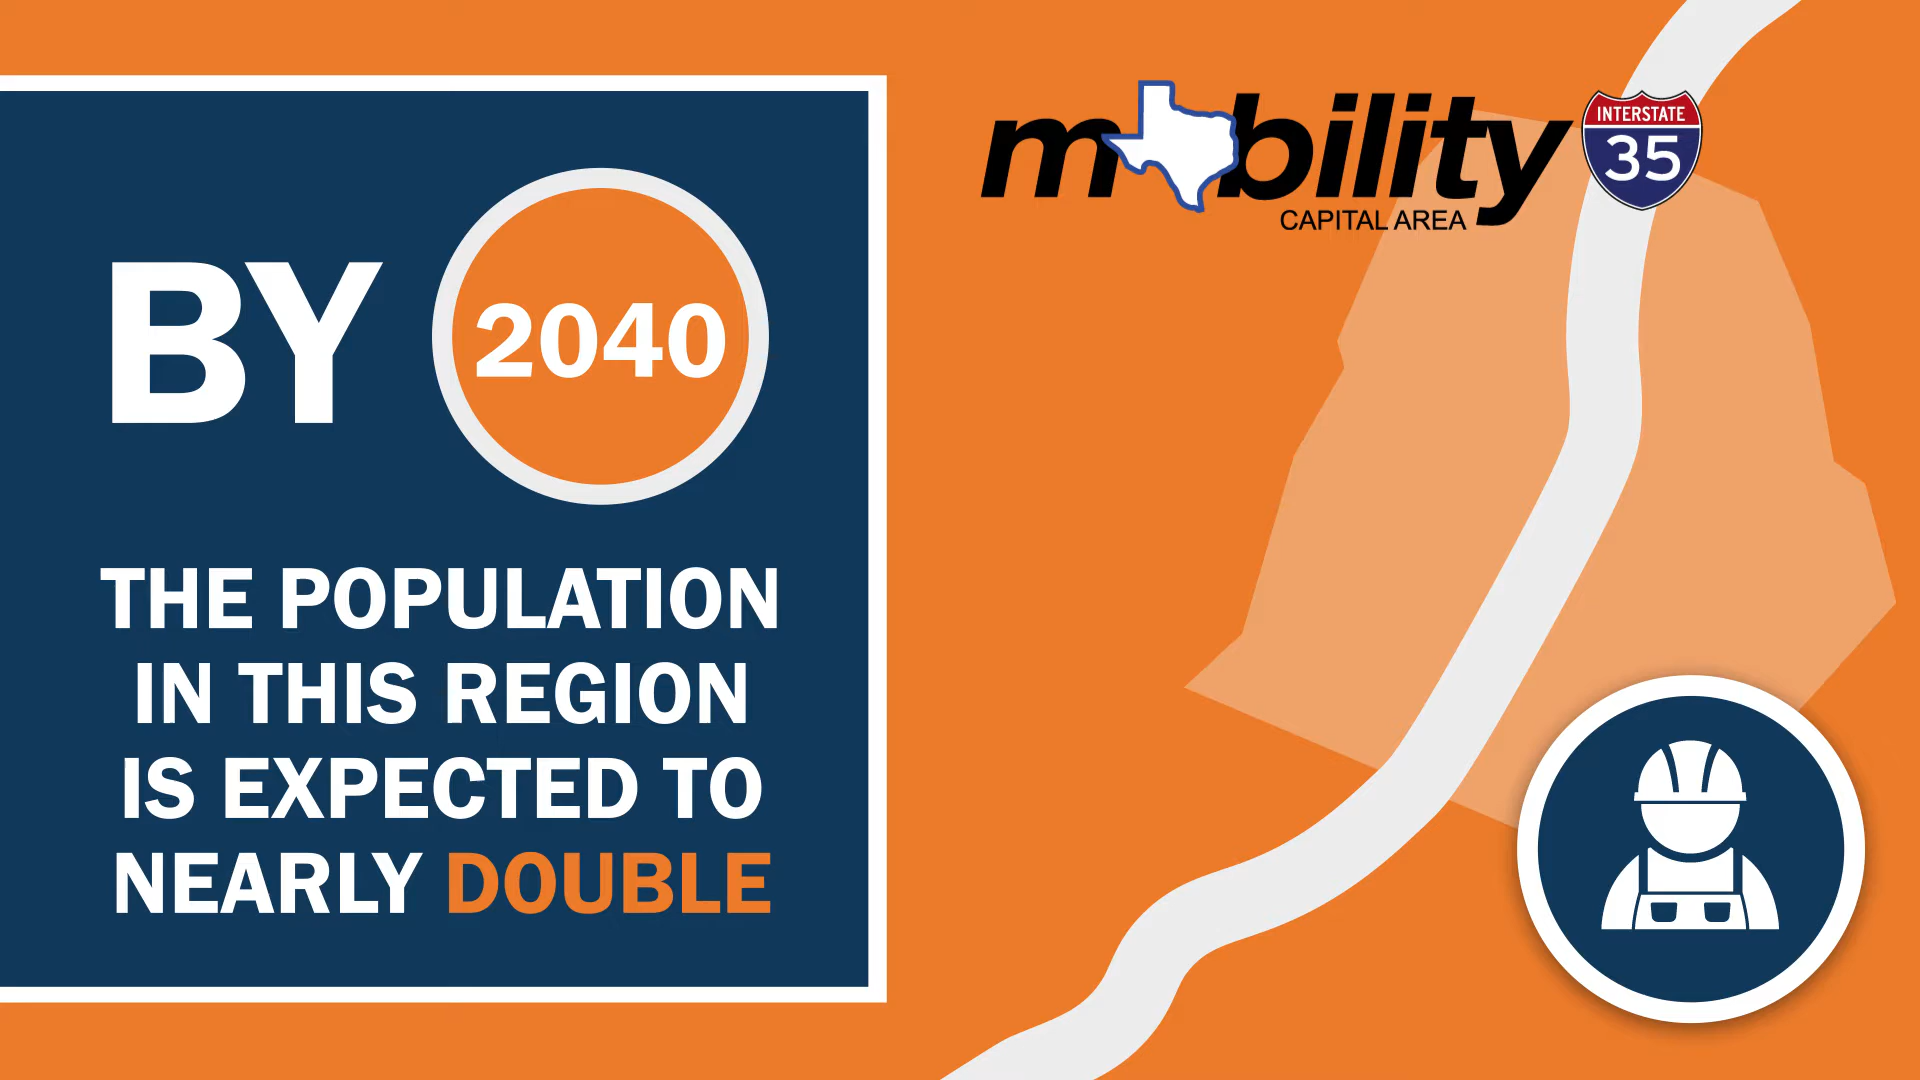 BY 2040
THE POPULATION
IN THIS REGION
IS EXPECTED TO
NEARLY DOUBLE
mobility
INTERSTATE
35
CAPITAL AREA